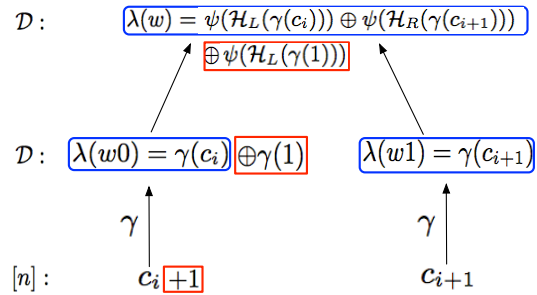 𝒟 : λ(w) = ψ(ℋ_L(γ(c_i))) ⊕ ψ(ℋ_R(γ(c_{i+1})))
⊕ψ(ℋ_L(γ(1)))
𝒟 : λ(w0) = γ(c_i) ⊕γ(1) λ(w1) = γ(c_{i+1})
γ γ
[n] : c_i +1 c_{i+1}